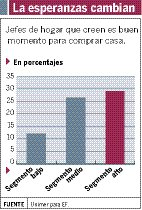 La esperanzas cambian
Jefes de hogar que creen es buen
momento para comprar casa.
En porcentajes
35
30
25
20
15
10
5
0
Segmento bajo
Segmento medio
Segmento alto
FUENTE Unimer para EF.